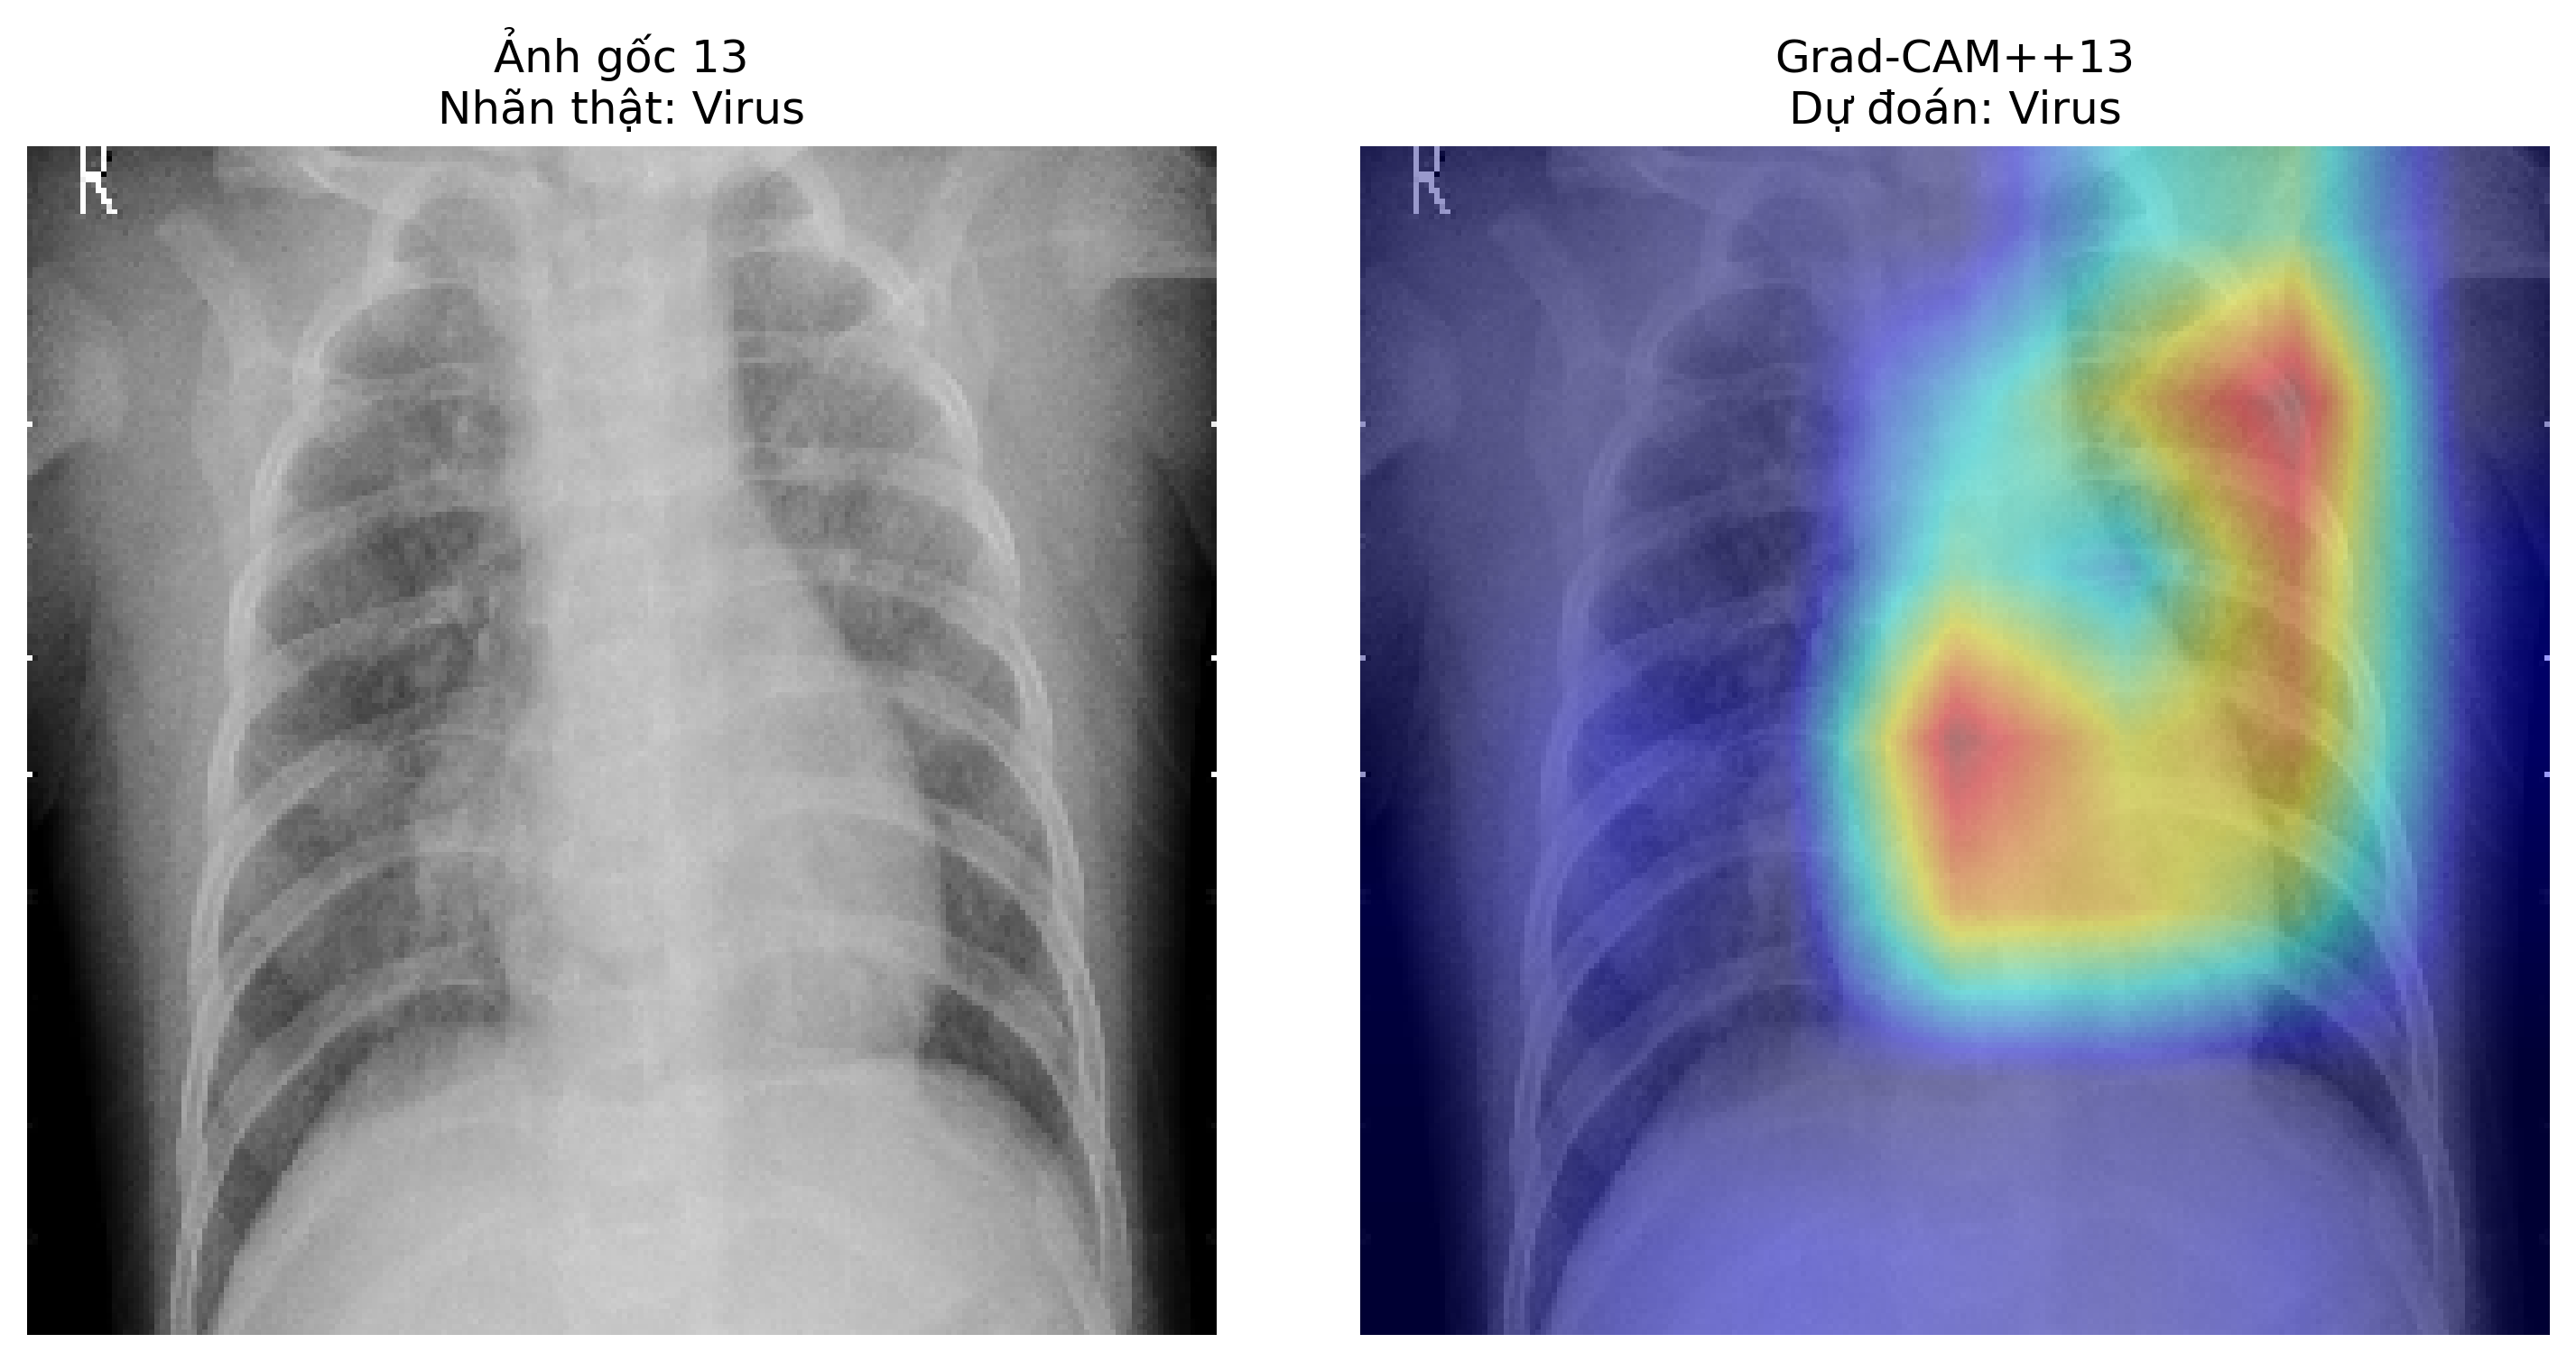 Ảnh gốc 13
Nhãn thật: Virus
Grad-CAM++13
Dự đoán: Virus
R